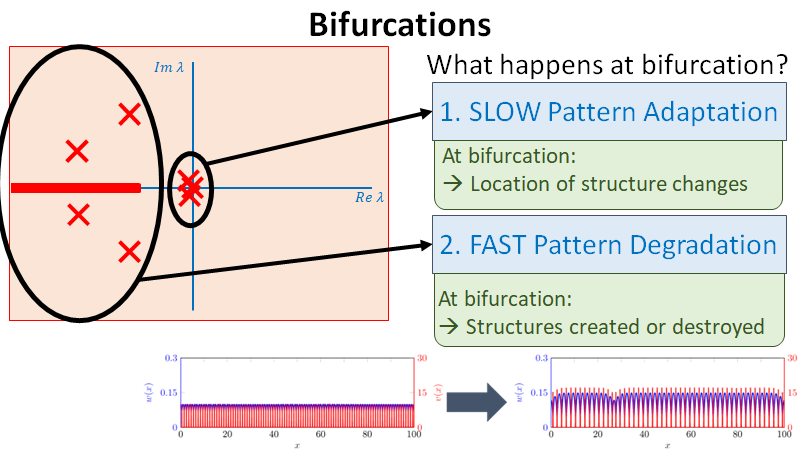 Bifurcations
Im λ
Re λ
What happens at bifurcation?
1. SLOW Pattern Adaptation
At bifurcation:
→ Location of structure changes
2. FAST Pattern Degradation
At bifurcation:
→ Structures created or destroyed
0.3
0.15
0
w(x)
30
15
0
v(x)
0 20 40 60 80 100
x
0.3
0.15
0
w(x)
30
15
0
v(x)
0 20 40 60 80 100
x